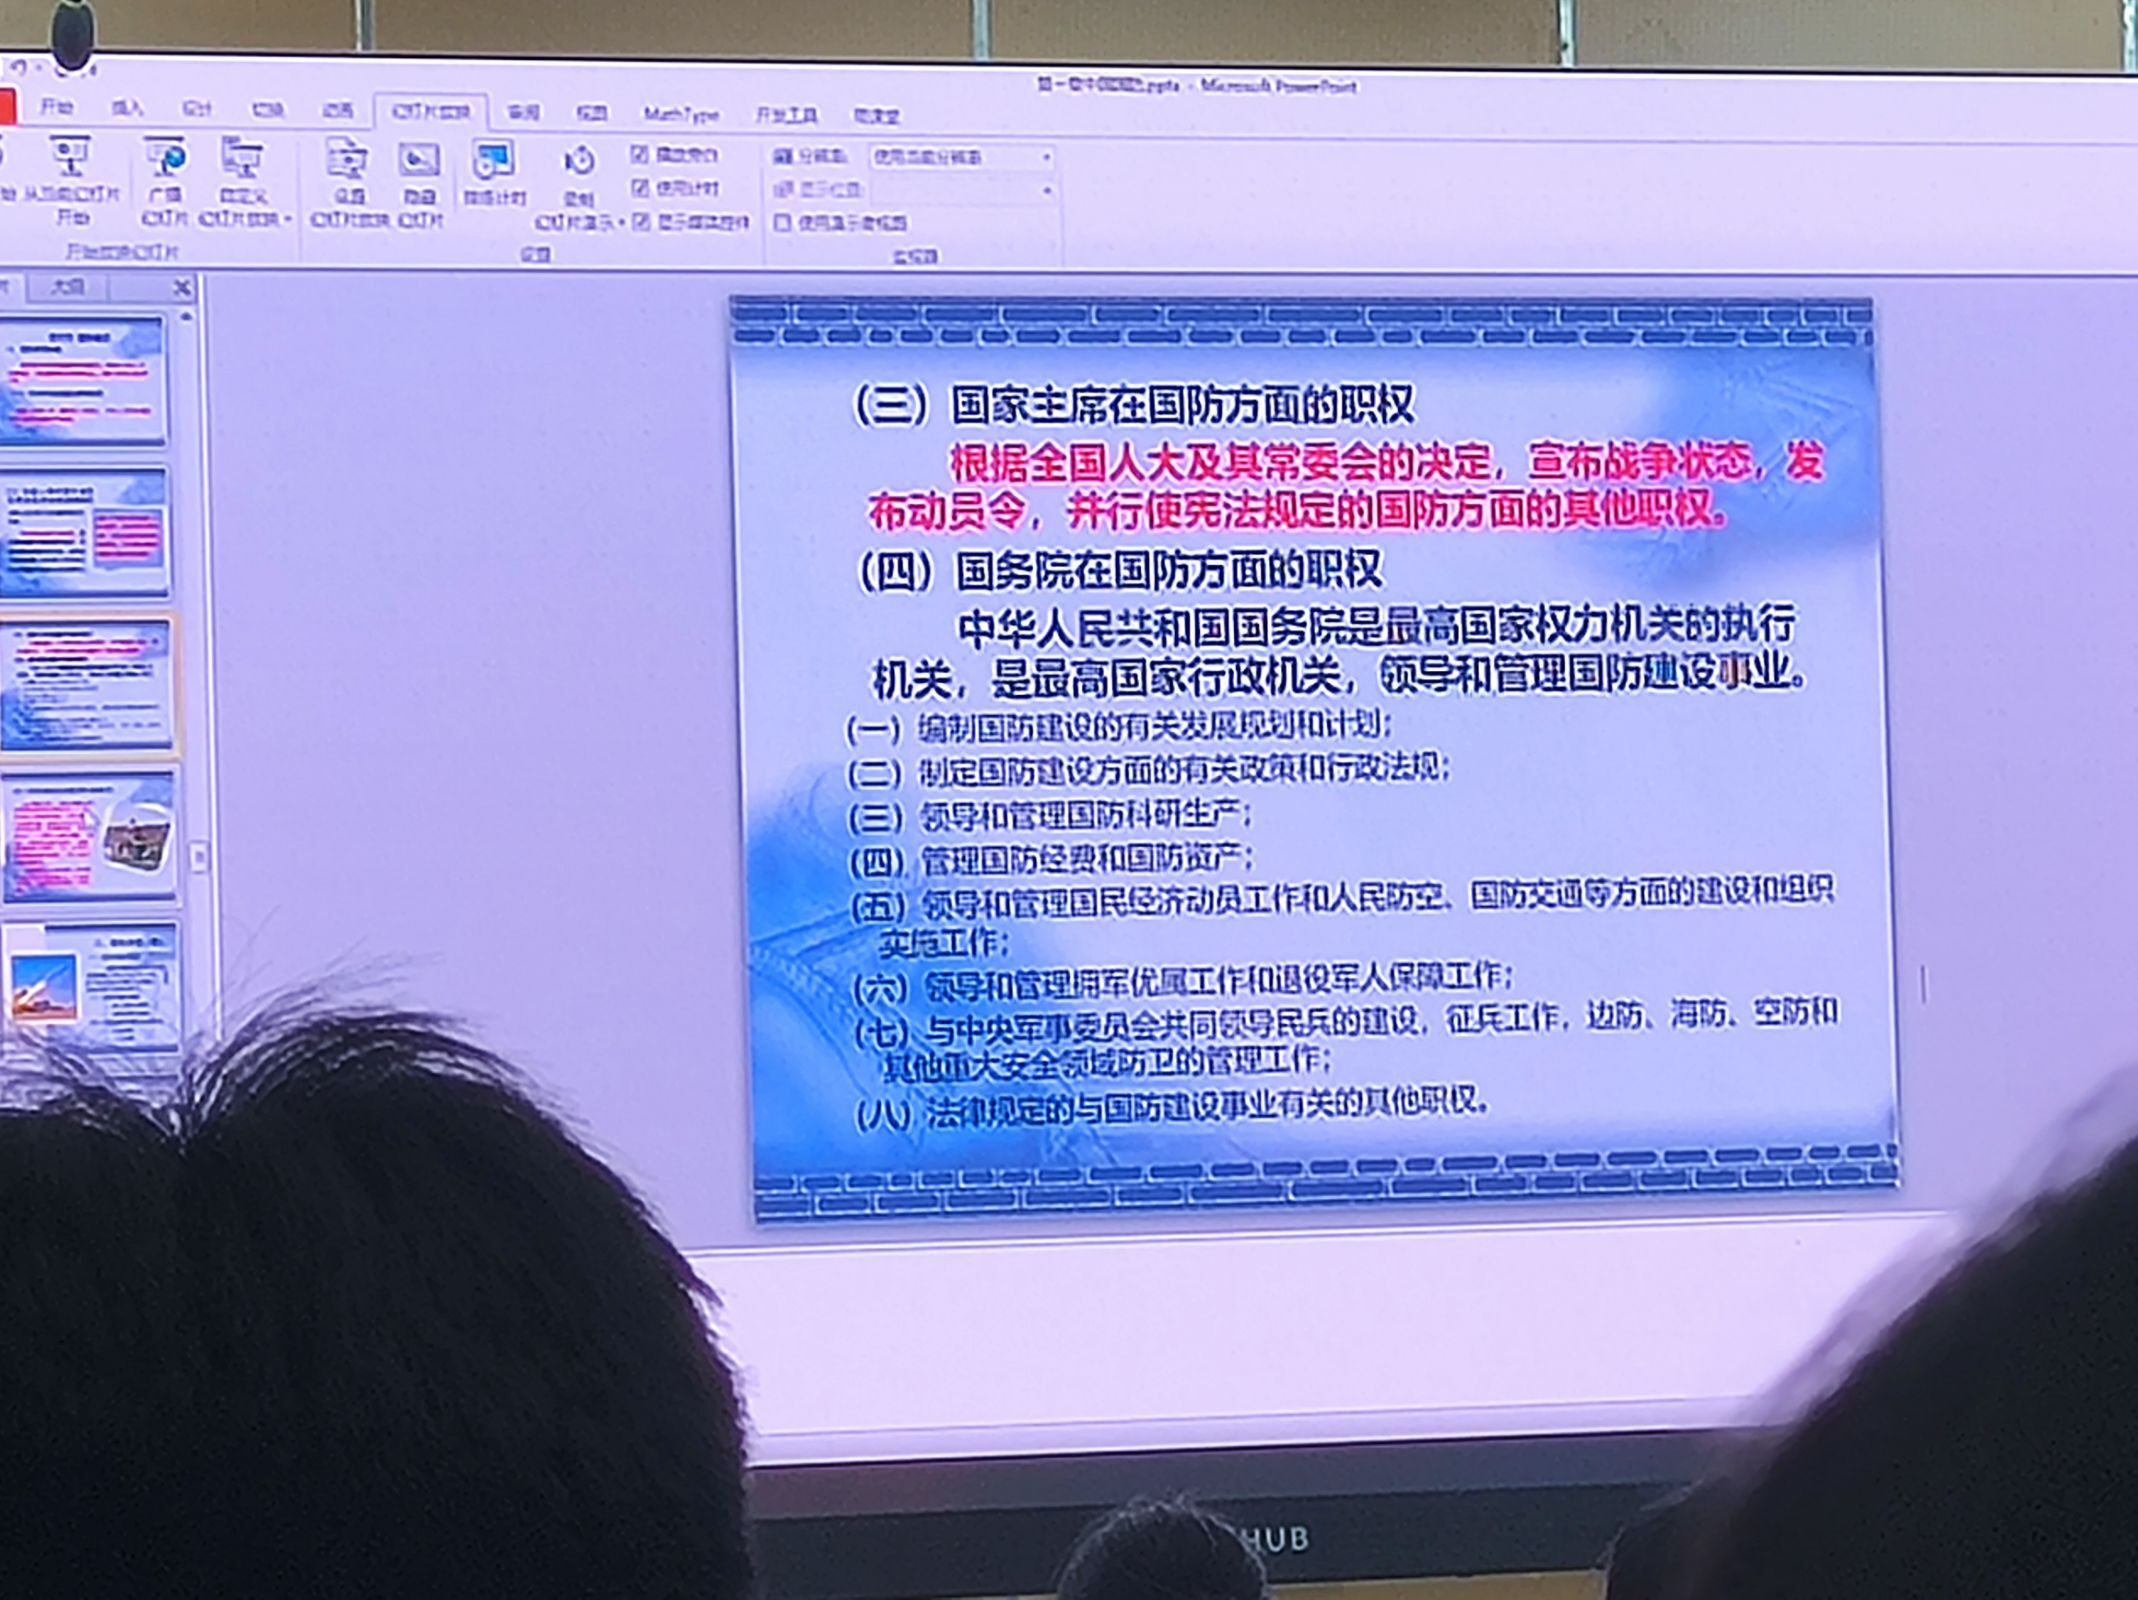 Microsoft PowerPoint
开始 插入 设计 切换 动画 幻灯片放映 审阅 视图 MathType 开发工具 雨课堂
播放旁白
分辨率: 使用当前分辨率
从当前幻灯片 广播 自定义 设置 隐藏 排练计时 录制
使用计时
显示位置:
开始 幻灯片 幻灯片放映 幻灯片放映 幻灯片 幻灯片演示
显示媒体控件
使用演示者视图
开始放映幻灯片 设置 监视器
大纲
(三)国家主席在国防方面的职权
根据全国人大及其常委会的决定，宣布战争状态，发
布动员令，并行使宪法规定的国防方面的其他职权。
(四)国务院在国防方面的职权
中华人民共和国国务院是最高国家权力机关的执行
机关，是最高国家行政机关，领导和管理国防建设事业。
(一)编制国防建设的有关发展规划和计划；
(二)制定国防建设方面的有关政策和行政法规；
(三)领导和管理国防科研生产；
(四)管理国防经费和国防资产；
(五)领导和管理国民经济动员工作和人民防空、国防交通等方面的建设和组织
实施工作；
(六)领导和管理拥军优属工作和退役军人保障工作；
(七)与中央军事委员会共同领导民兵的建设，征兵工作，边防、海防、空防和
其他重大安全领域防卫的管理工作；
(八)法律规定的与国防建设事业有关的其他职权。
HUB